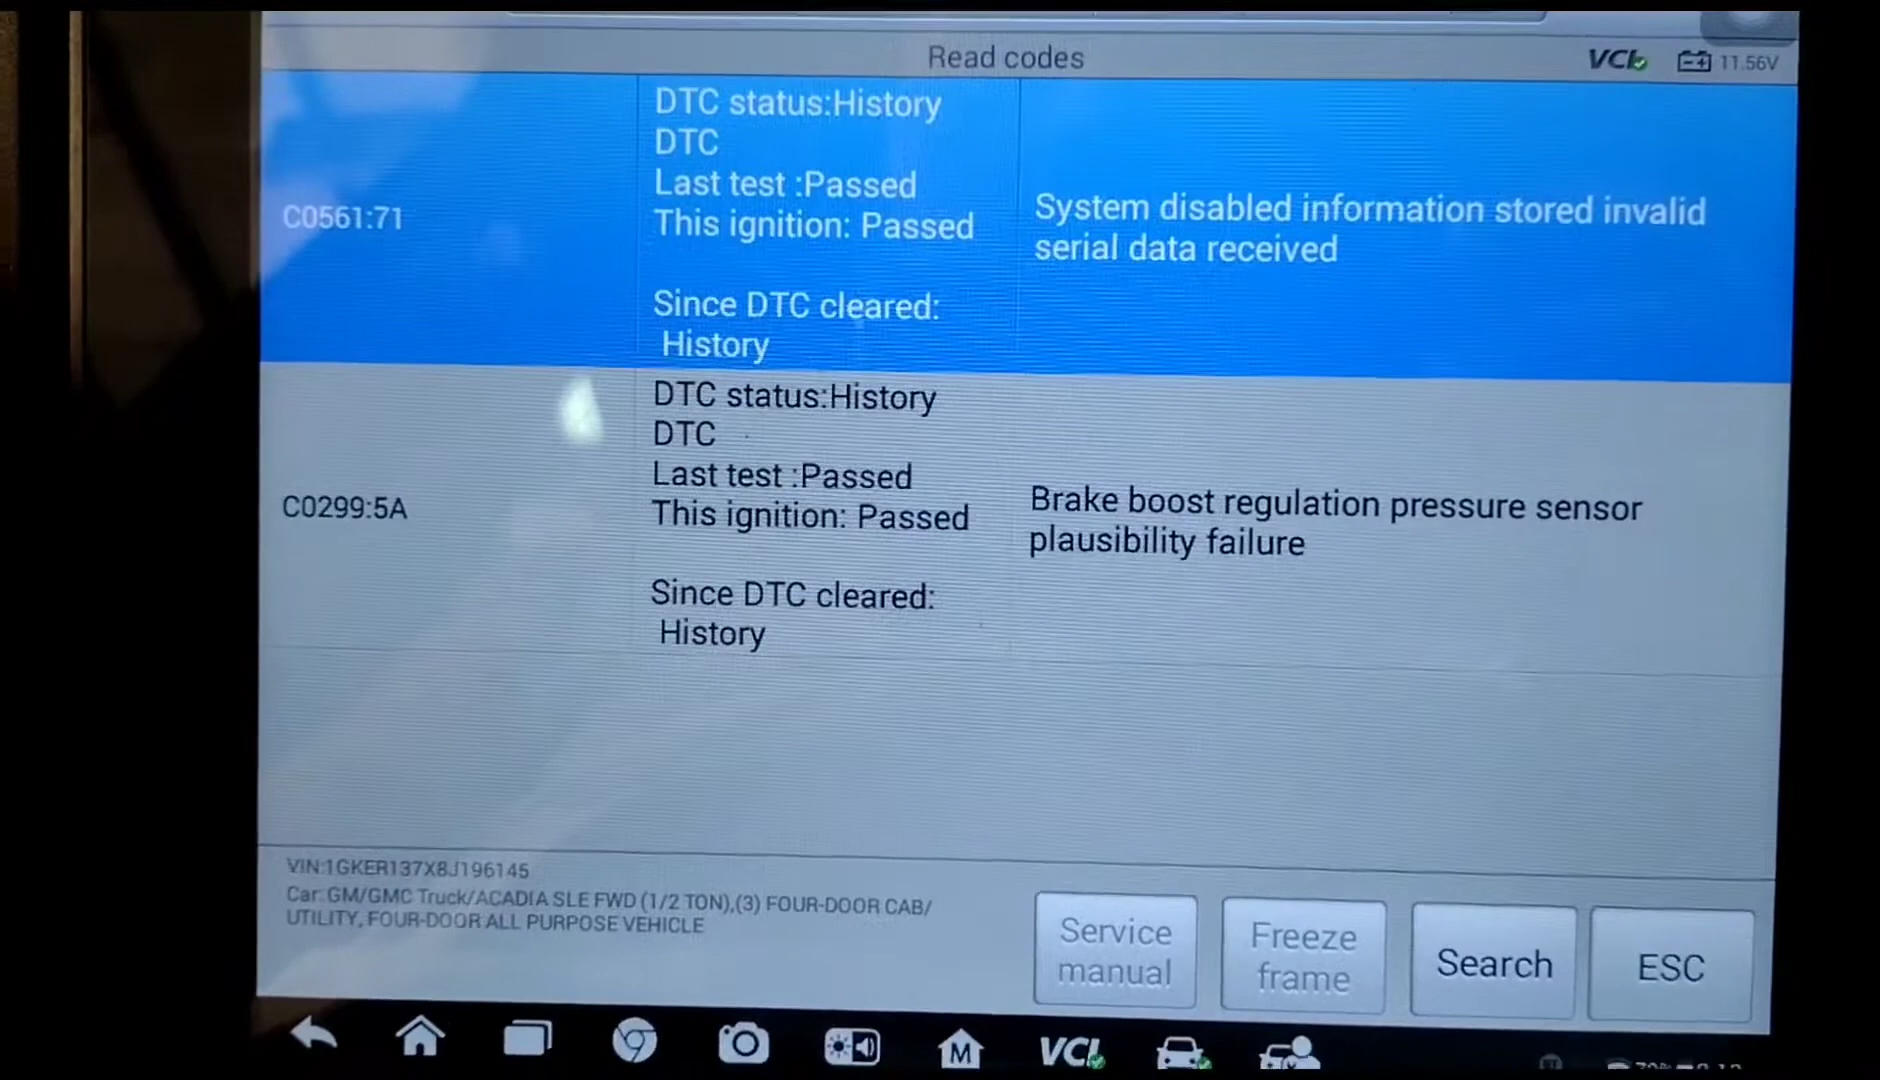 Read codes
VCI
11.56V
C0561:71
DTC status:History
DTC
Last test :Passed
This ignition: Passed
Since DTC cleared:
History
System disabled information stored invalid
serial data received
C0299:5A
DTC status:History
DTC
Last test :Passed
This ignition: Passed
Since DTC cleared:
History
Brake boost regulation pressure sensor
plausibility failure
VIN:1GKER137X8J196145
Car:GM/GMC Truck/ACADIA SLE FWD (1/2 TON),(3) FOUR-DOOR CAB/
UTILITY, FOUR-DOOR ALL PURPOSE VEHICLE
Service
manual
Freeze
frame
Search
ESC
M
VCI